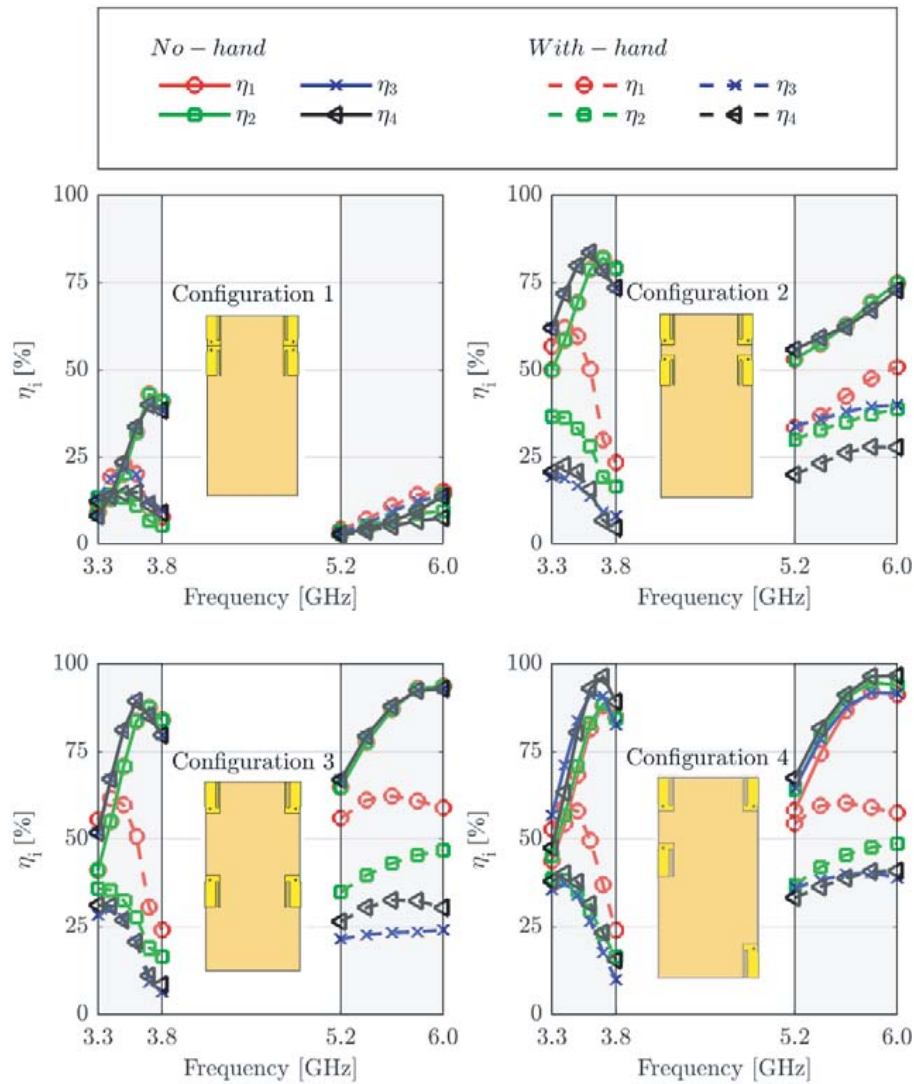 No – hand With – hand
η₁ η₃ η₁ η₃
η₂ η₄ η₂ η₄
100 100
75 75
Configuration 1 Configuration 2
ηᵢ [%] ηᵢ [%]
50 50
25 25
0 0
3.3 3.8 5.2 6.0 3.3 3.8 5.2 6.0
Frequency [GHz] Frequency [GHz]
100 100
75 75
Configuration 3 Configuration 4
ηᵢ [%] ηᵢ [%]
50 50
25 25
0 0
3.3 3.8 5.2 6.0 3.3 3.8 5.2 6.0
Frequency [GHz] Frequency [GHz]